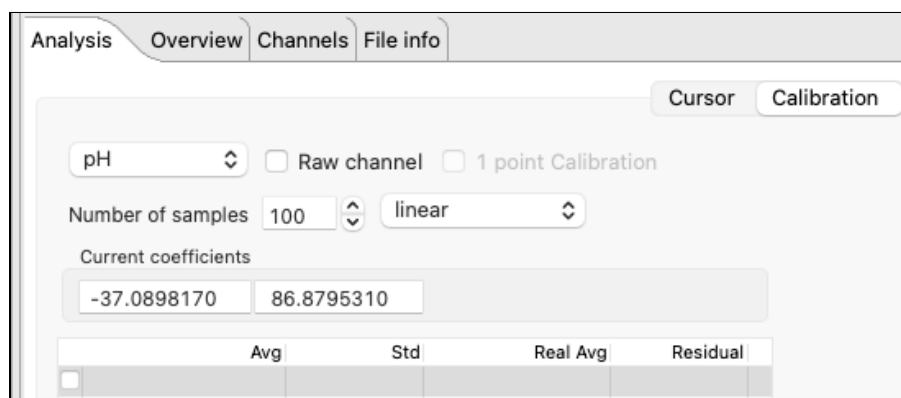 Analysis Overview Channels File info
Cursor Calibration
pH Raw channel 1 point Calibration
Number of samples 100 linear
Current coefficients
-37.0898170 86.8795310
Avg Std Real Avg Residual